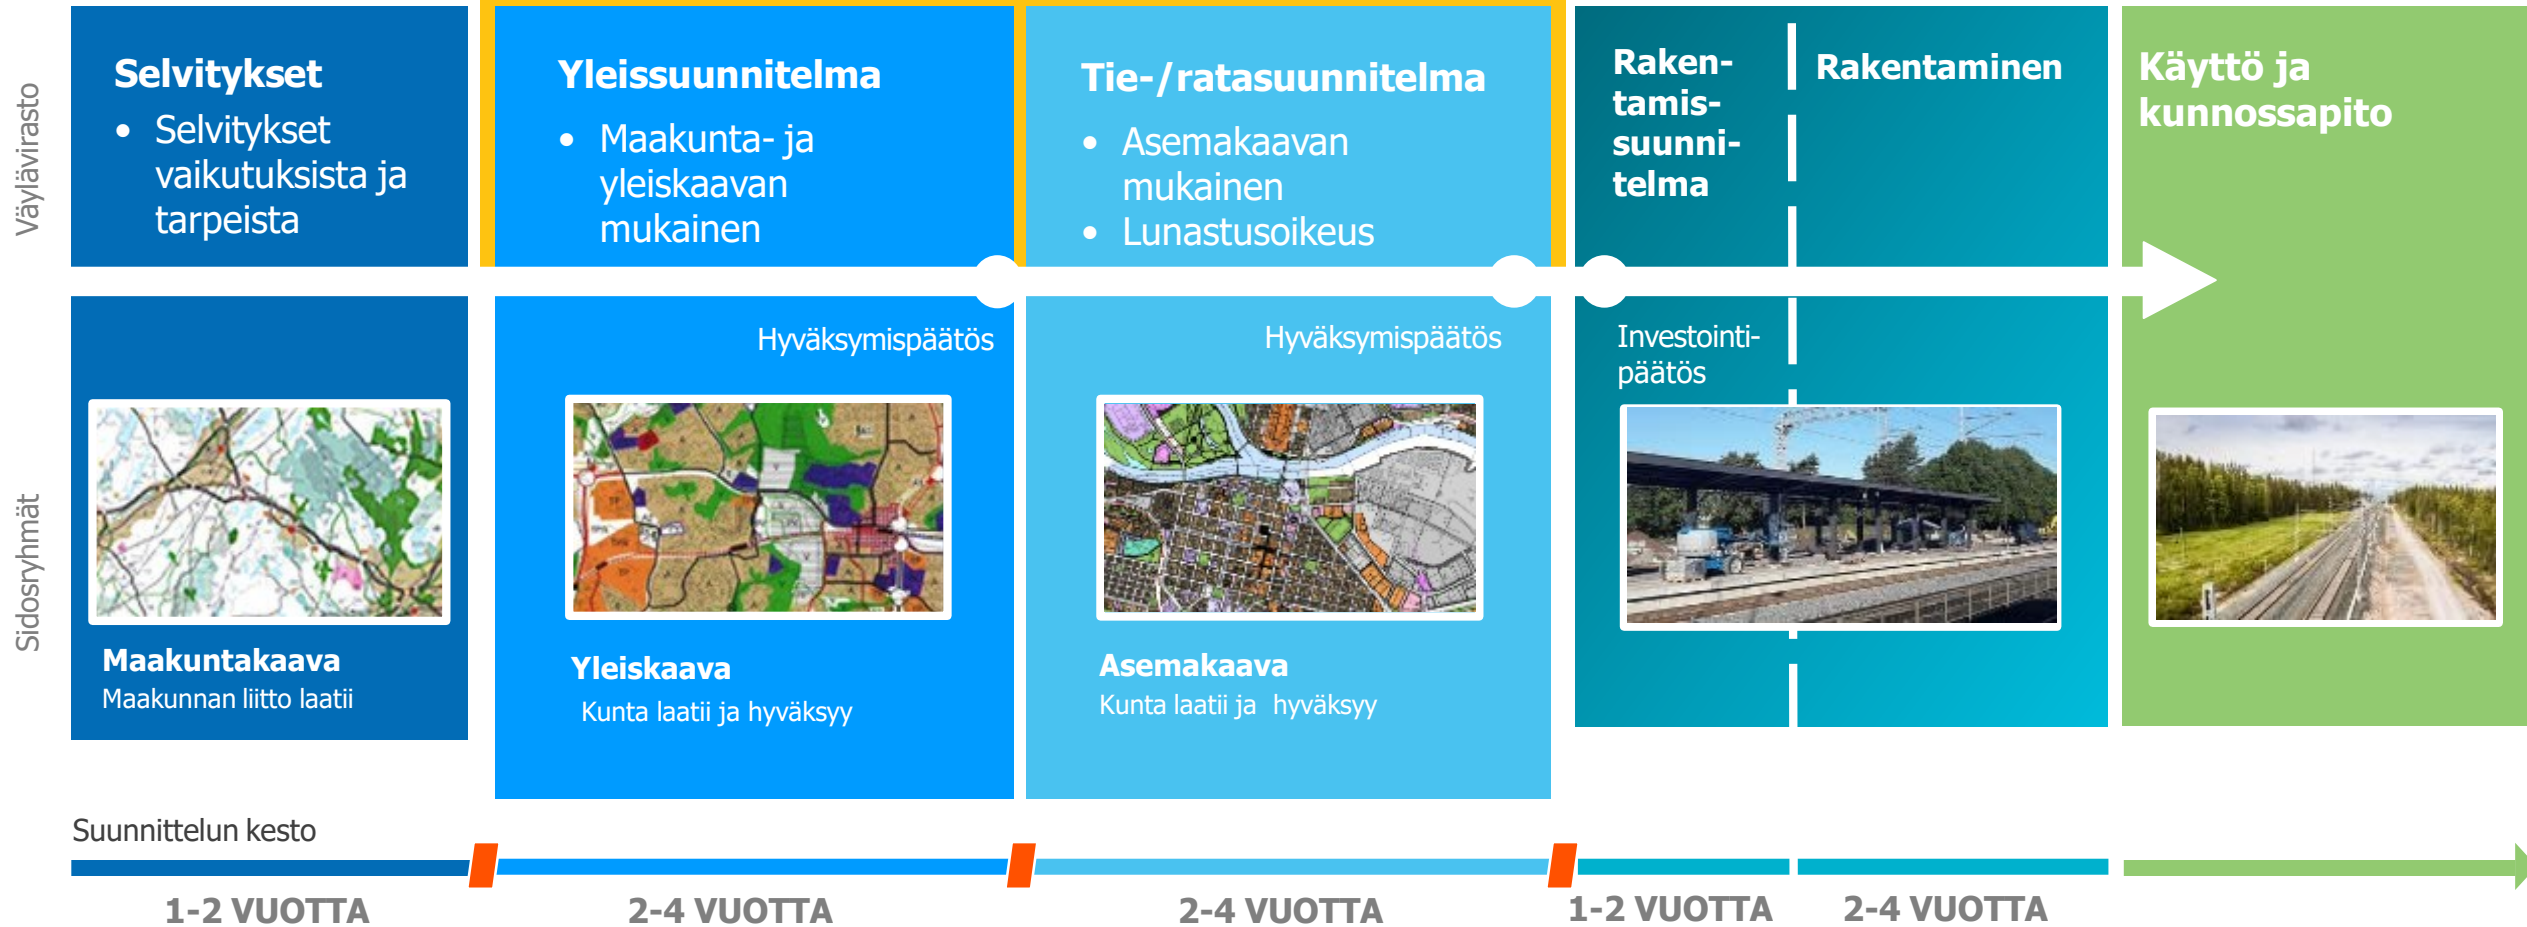 Väylävirasto
Selvitykset
• Selvitykset
vaikutuksista ja
tarpeista
Yleissuunnitelma
• Maakunta- ja
yleiskaavan
mukainen
Tie-/ratasuunnitelma
• Asemakaavan
mukainen
• Lunastusoikeus
Raken-
tamis-
suunni-
telma
Rakentaminen
Käyttö ja
kunnossapito
Sidosryhmät
Hyväksymispäätös
Hyväksymispäätös
Investointi-
päätös
Maakuntakaava
Maakunnan liitto laatii
Yleiskaava
Kunta laatii ja hyväksyy
Asemakaava
Kunta laatii ja hyväksyy
Suunnittelun kesto
1-2 VUOTTA
2-4 VUOTTA
2-4 VUOTTA
1-2 VUOTTA
2-4 VUOTTA